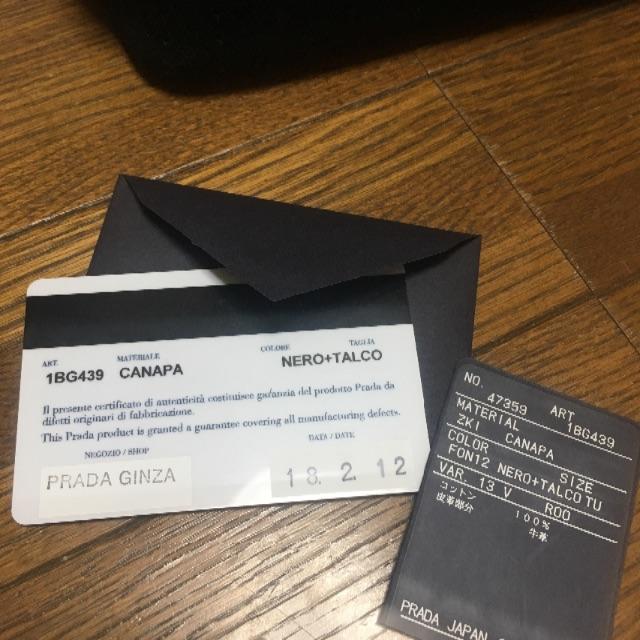 ART. MATERIALE COLORE TAGLIA
1BG439 CANAPA NERO+TALCO
Il presente certificato di autenticità costituisce garanzia del prodotto Prada da
difetti originari di fabbricazione.
This Prada product is granted a guarantee covering all manufacturing defects.
NEGOZIO / SHOP DATA / DATE
PRADA GINZA 18. 2 12
NO. 47359 ART. 1BG439
MATERIAL
2KI CANAPA
COLOR SIZE
F0N12 NERO+TALCO TU
VAR. 13 V R00
コットン 100%
皮革部分 牛革
PRADA JAPAN